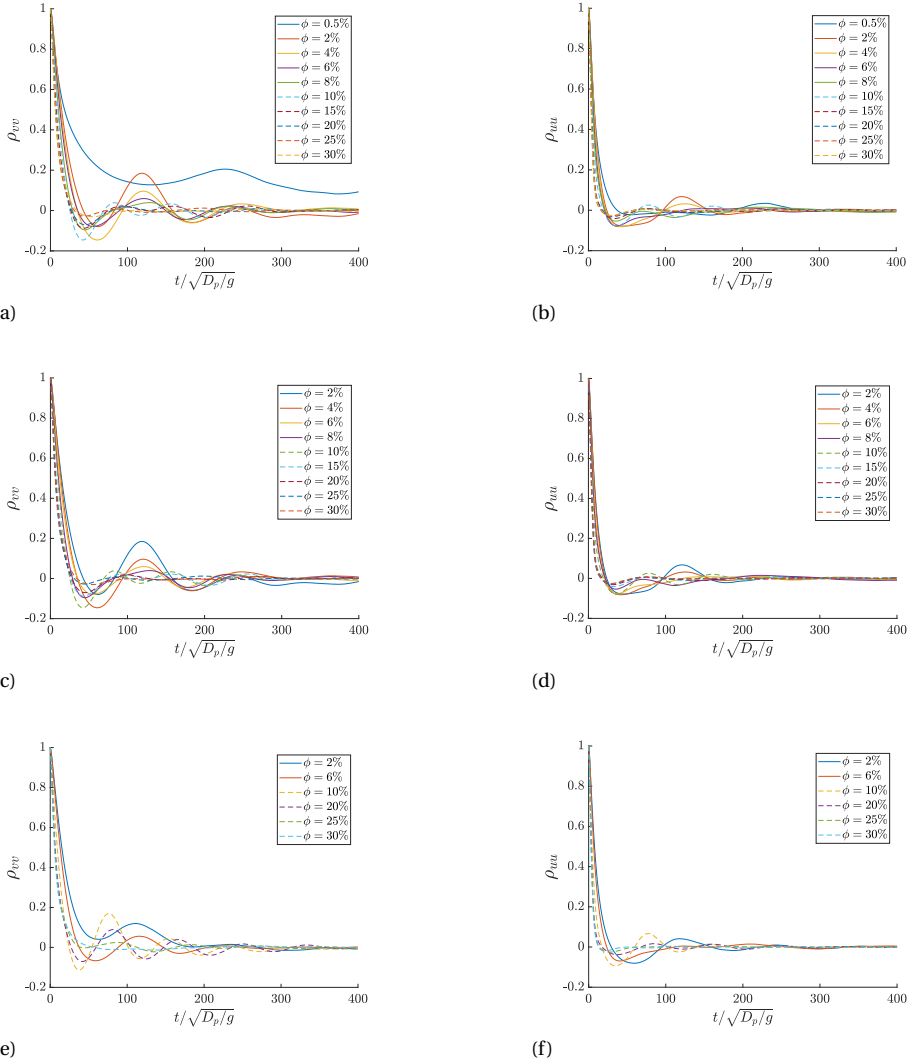 1
0.8
0.6
0.4
0.2
0
-0.2
ρvv
0 100 200 300 400
t/√Dp/g
ϕ = 0.5%
ϕ = 2%
ϕ = 4%
ϕ = 6%
ϕ = 8%
ϕ = 10%
ϕ = 15%
ϕ = 20%
ϕ = 25%
ϕ = 30%
a)
1
0.8
0.6
0.4
0.2
0
-0.2
ρuu
0 100 200 300 400
t/√Dp/g
ϕ = 0.5%
ϕ = 2%
ϕ = 4%
ϕ = 6%
ϕ = 8%
ϕ = 10%
ϕ = 15%
ϕ = 20%
ϕ = 25%
ϕ = 30%
(b)
1
0.8
0.6
0.4
0.2
0
-0.2
ρvv
0 100 200 300 400
t/√Dp/g
ϕ = 2%
ϕ = 4%
ϕ = 6%
ϕ = 8%
ϕ = 10%
ϕ = 15%
ϕ = 20%
ϕ = 25%
ϕ = 30%
c)
1
0.8
0.6
0.4
0.2
0
-0.2
ρuu
0 100 200 300 400
t/√Dp/g
ϕ = 2%
ϕ = 4%
ϕ = 6%
ϕ = 8%
ϕ = 10%
ϕ = 15%
ϕ = 20%
ϕ = 25%
ϕ = 30%
(d)
1
0.8
0.6
0.4
0.2
0
-0.2
ρvv
0 100 200 300 400
t/√Dp/g
ϕ = 2%
ϕ = 6%
ϕ = 10%
ϕ = 20%
ϕ = 25%
ϕ = 30%
e)
1
0.8
0.6
0.4
0.2
0
-0.2
ρuu
0 100 200 300 400
t/√Dp/g
ϕ = 2%
ϕ = 6%
ϕ = 10%
ϕ = 20%
ϕ = 25%
ϕ = 30%
(f)